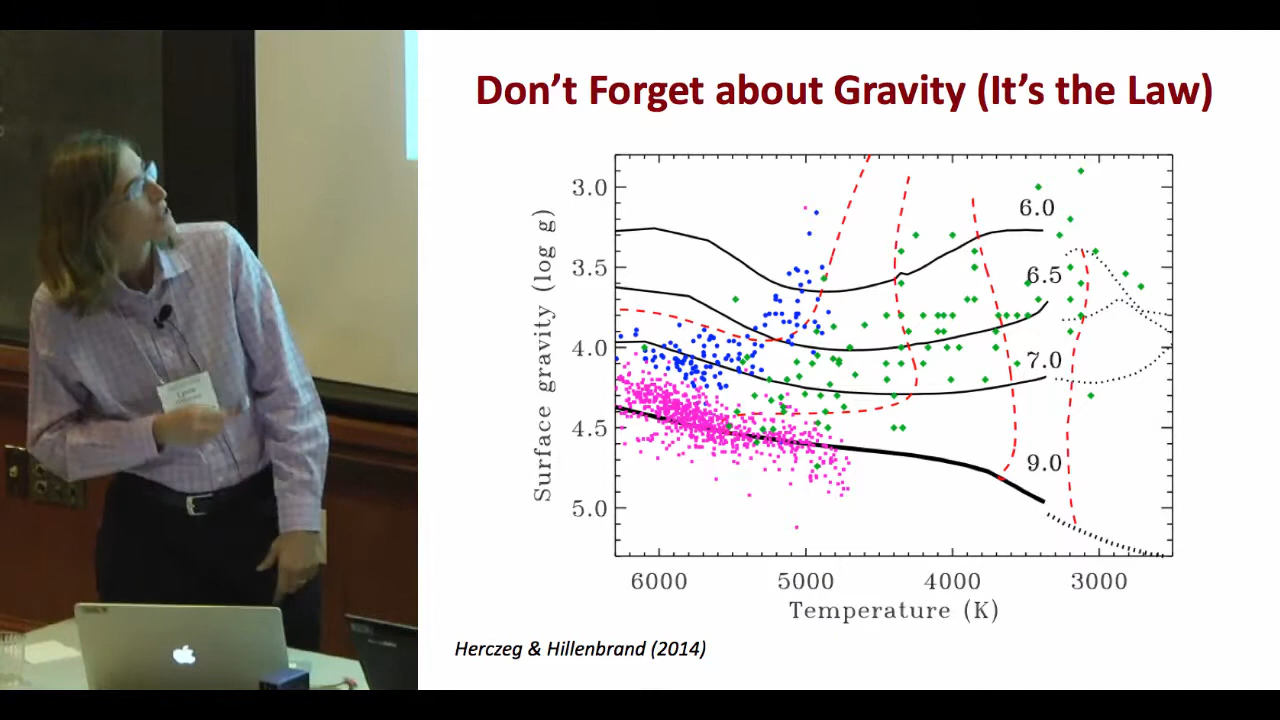 Don't Forget about Gravity (It's the Law)
3.0
3.5
4.0
4.5
5.0
Surface gravity (log g)
6.0
6.5
7.0
9.0
6000 5000 4000 3000
Temperature (K)
Herczeg & Hillenbrand (2014)